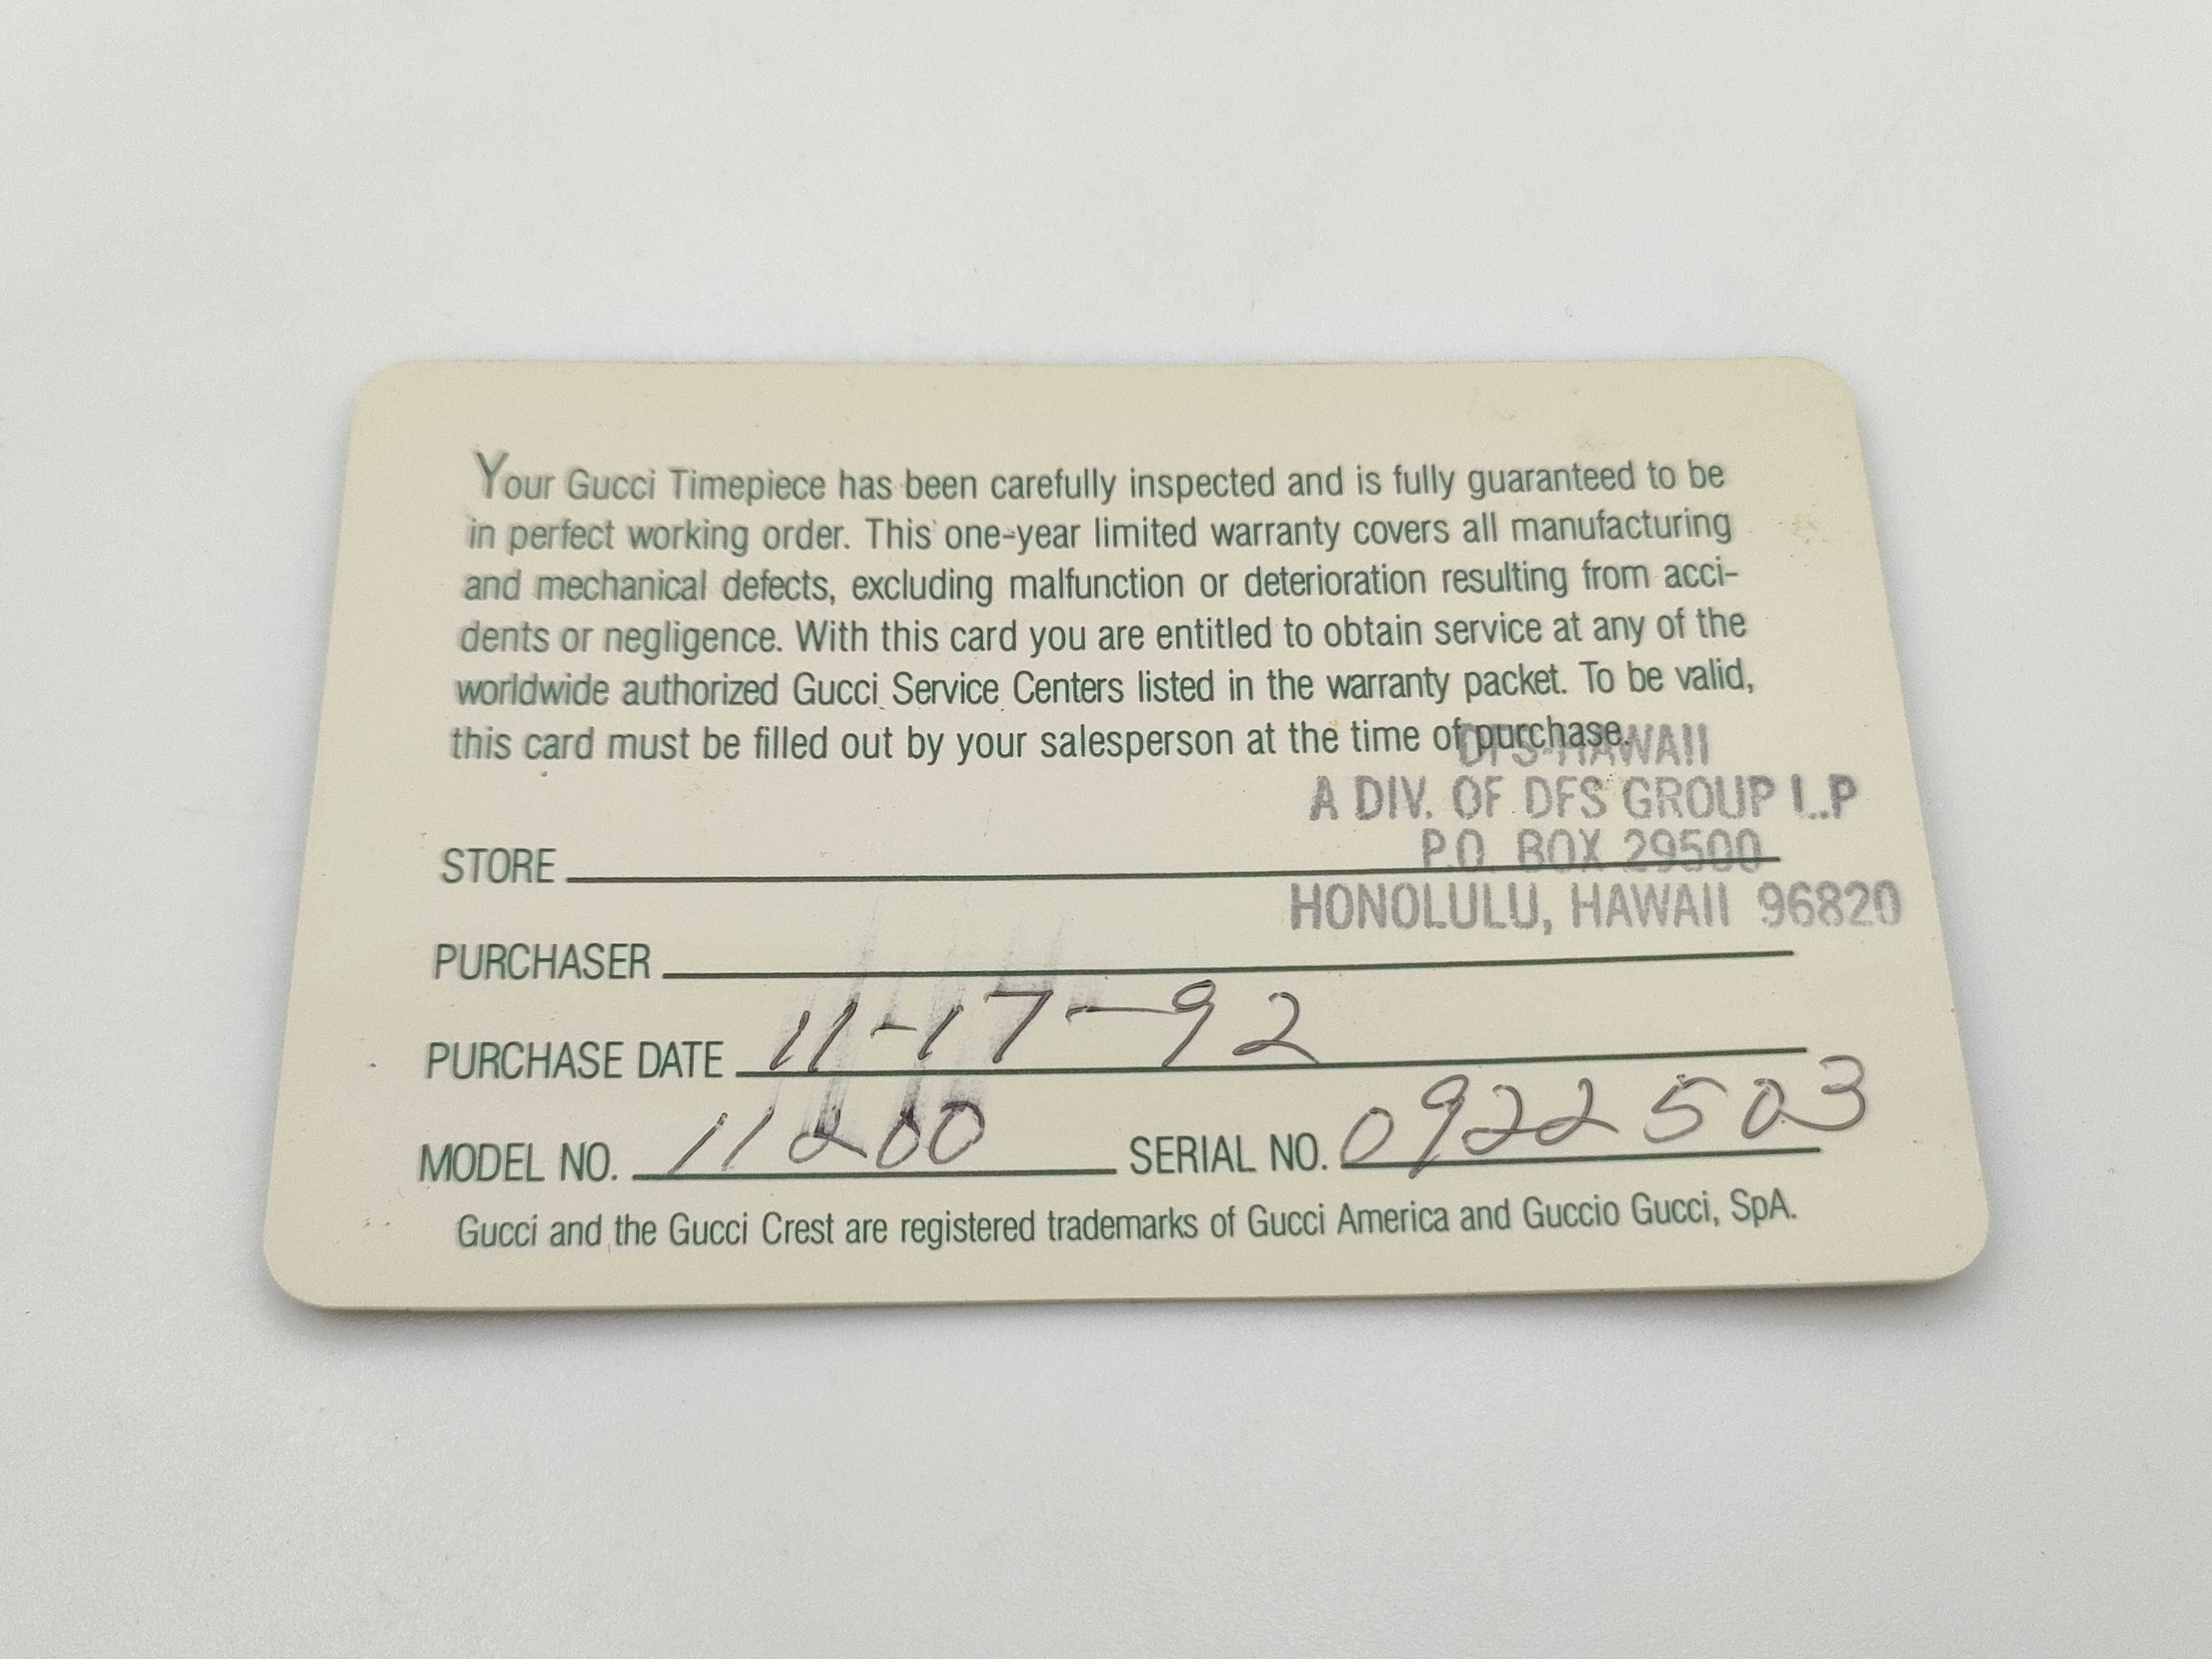 Your Gucci Timepiece has been carefully inspected and is fully guaranteed to be
in perfect working order. This one-year limited warranty covers all manufacturing
and mechanical defects, excluding malfunction or deterioration resulting from acci-
dents or negligence. With this card you are entitled to obtain service at any of the
worldwide authorized Gucci Service Centers listed in the warranty packet. To be valid,
this card must be filled out by your salesperson at the time of purchase.
DFS-HAWAII
A DIV. OF DFS GROUP L.P
P.O. BOX 29500
STORE
HONOLULU, HAWAII 96820
PURCHASER
PURCHASE DATE 11-17-92
MODEL NO. 11200 SERIAL NO. 0922503
Gucci and the Gucci Crest are registered trademarks of Gucci America and Guccio Gucci, SpA.